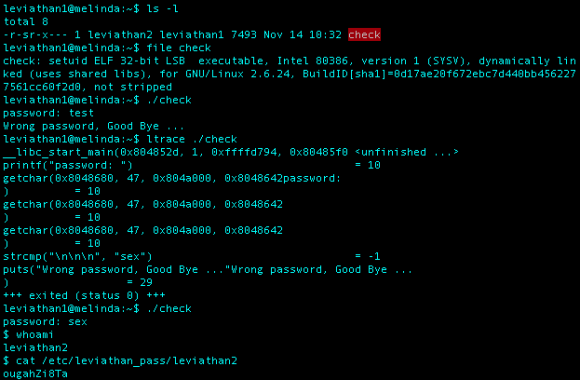 leviathan1@melinda:~$ ls -l
total 8
-r-sr-x--- 1 leviathan2 leviathan1 7493 Nov 14 10:32 check
leviathan1@melinda:~$ file check
check: setuid ELF 32-bit LSB  executable, Intel 80386, version 1 (SYSV), dynamically lin
ked (uses shared libs), for GNU/Linux 2.6.24, BuildID[sha1]=0d17ae20f672ebc7d440bb456227
7561cc60f2d0, not stripped
leviathan1@melinda:~$ ./check
password: test
Wrong password, Good Bye ...
leviathan1@melinda:~$ ltrace ./check
__libc_start_main(0x804852d, 1, 0xffffd794, 0x80485f0 <unfinished ...>
printf("password: ")                                  = 10
getchar(0x8048680, 47, 0x804a000, 0x8048642password:
)          = 10
getchar(0x8048680, 47, 0x804a000, 0x8048642
)          = 10
getchar(0x8048680, 47, 0x804a000, 0x8048642
)          = 10
strcmp("\n\n\n", "sex")                               = -1
puts("Wrong password, Good Bye ..."Wrong password, Good Bye ...
)                  = 29
+++ exited (status 0) +++
leviathan1@melinda:~$ ./check
password: sex
$ whoami
leviathan2
$ cat /etc/leviathan_pass/leviathan2
ougahZi8Ta